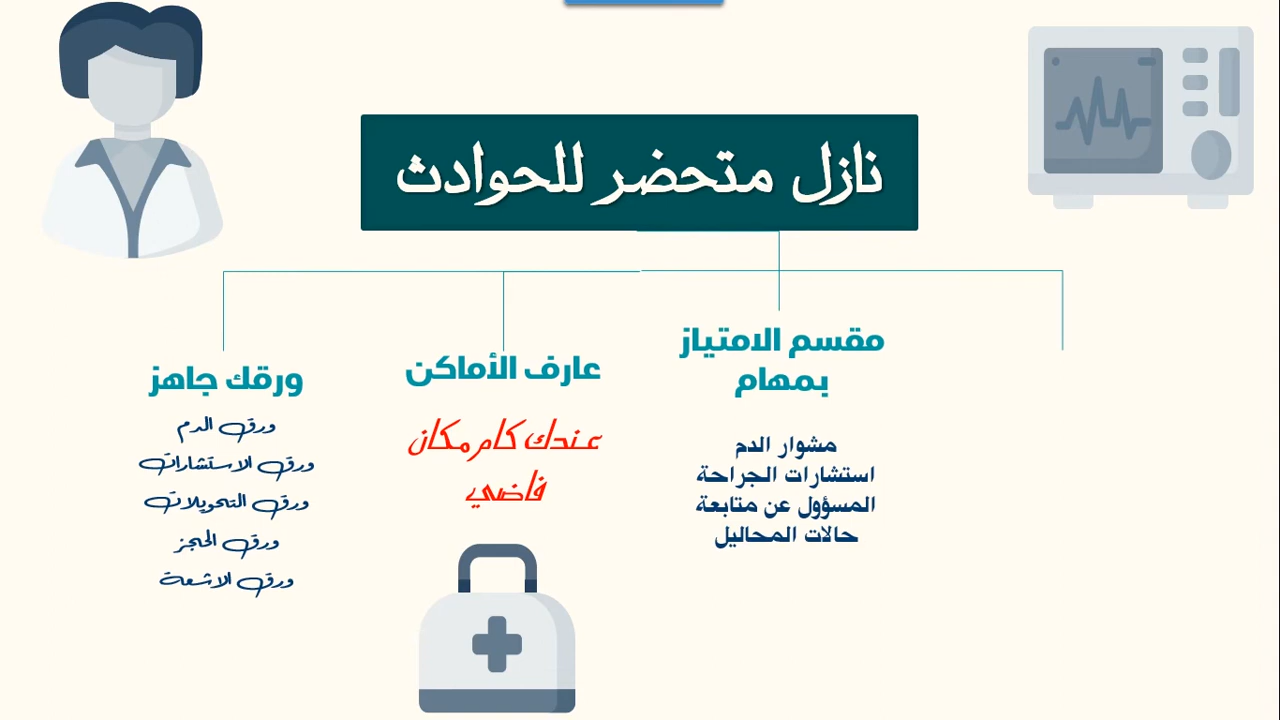 نازل متحضر للحوادث
مقسم الامتياز
بمهام
مشوار الدم
استشارات الجراحة
المسؤول عن متابعة
حالات المحاليل
عارف الأماكن
عندك كام مكان
فاضي
ورقك جاهز
ورق الدم
ورق الاستشارات
ورق التحويلات
ورق الحجز
ورق الاشعة